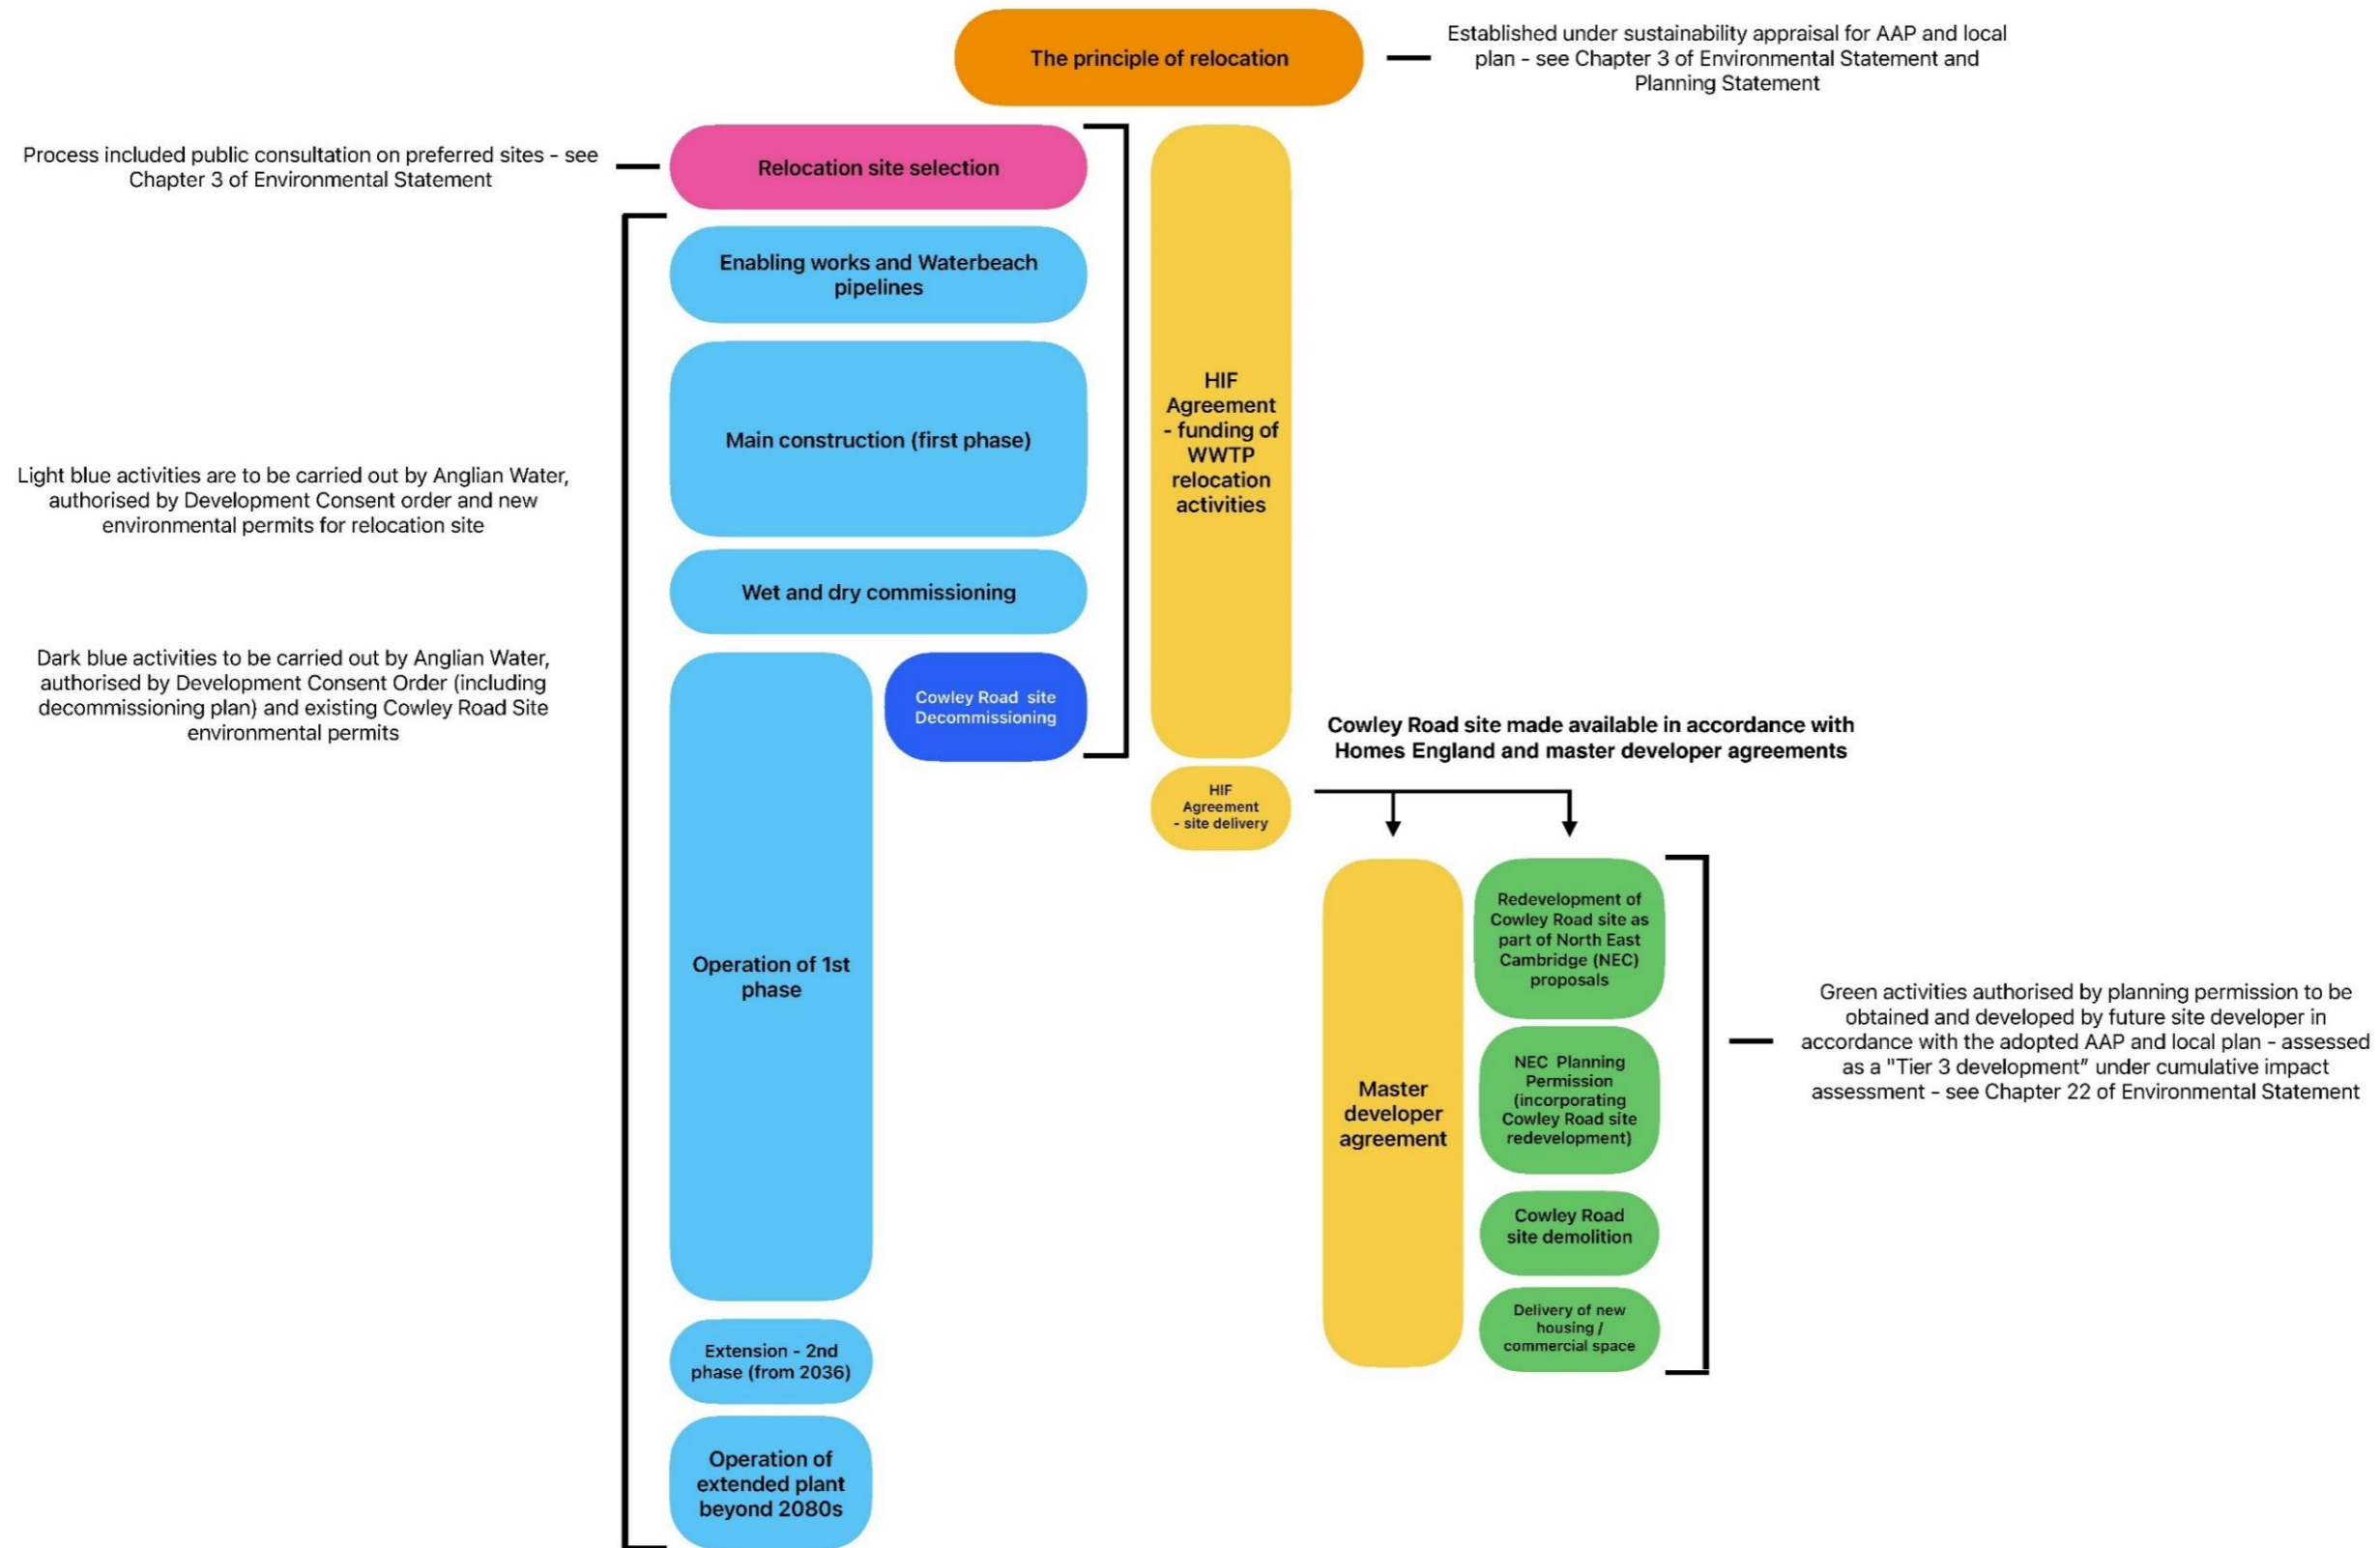 The principle of relocation
Established under sustainability appraisal for AAP and local
plan - see Chapter 3 of Environmental Statement and
Planning Statement
Process included public consultation on preferred sites - see
Chapter 3 of Environmental Statement
Relocation site selection
Enabling works and Waterbeach
pipelines
Main construction (first phase)
HIF
Agreement
- funding of
WWTP
relocation
activities
Light blue activities are to be carried out by Anglian Water,
authorised by Development Consent order and new
environmental permits for relocation site
Wet and dry commissioning
Dark blue activities to be carried out by Anglian Water,
authorised by Development Consent Order (including
decommissioning plan) and existing Cowley Road Site
environmental permits
Cowley Road site
Decommissioning
Cowley Road site made available in accordance with
Homes England and master developer agreements
HIF
Agreement
- site delivery
Operation of 1st
phase
Master
developer
agreement
Redevelopment of
Cowley Road site as
part of North East
Cambridge (NEC)
proposals
NEC Planning
Permission
(incorporating
Cowley Road site
redevelopment)
Cowley Road
site demolition
Delivery of new
housing /
commercial space
Green activities authorised by planning permission to be
obtained and developed by future site developer in
accordance with the adopted AAP and local plan - assessed
as a "Tier 3 development” under cumulative impact
assessment - see Chapter 22 of Environmental Statement
Extension - 2nd
phase (from 2036)
Operation of
extended plant
beyond 2080s